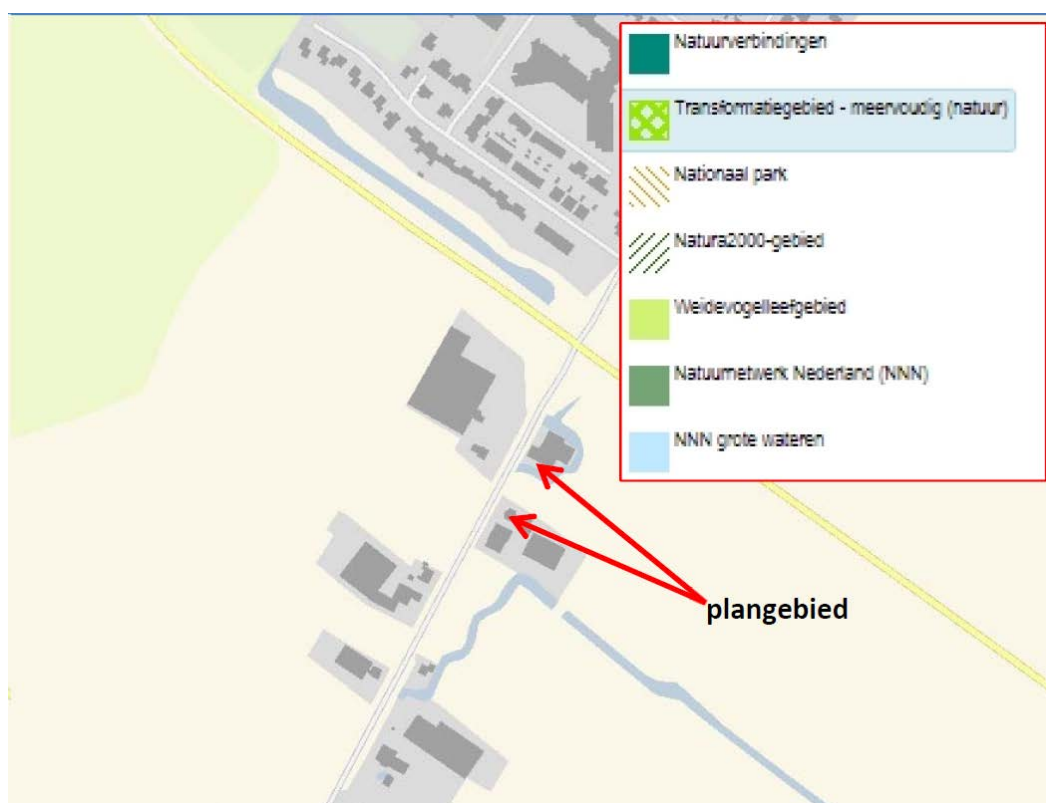 Natuurverbindingen
Transformatiegebied - meervoudig (natuur)
Nationaal park
Natura2000-gebied
Weidevogelleefgebied
Natuurnetwerk Nederland (NNN)
NNN grote wateren
plangebied